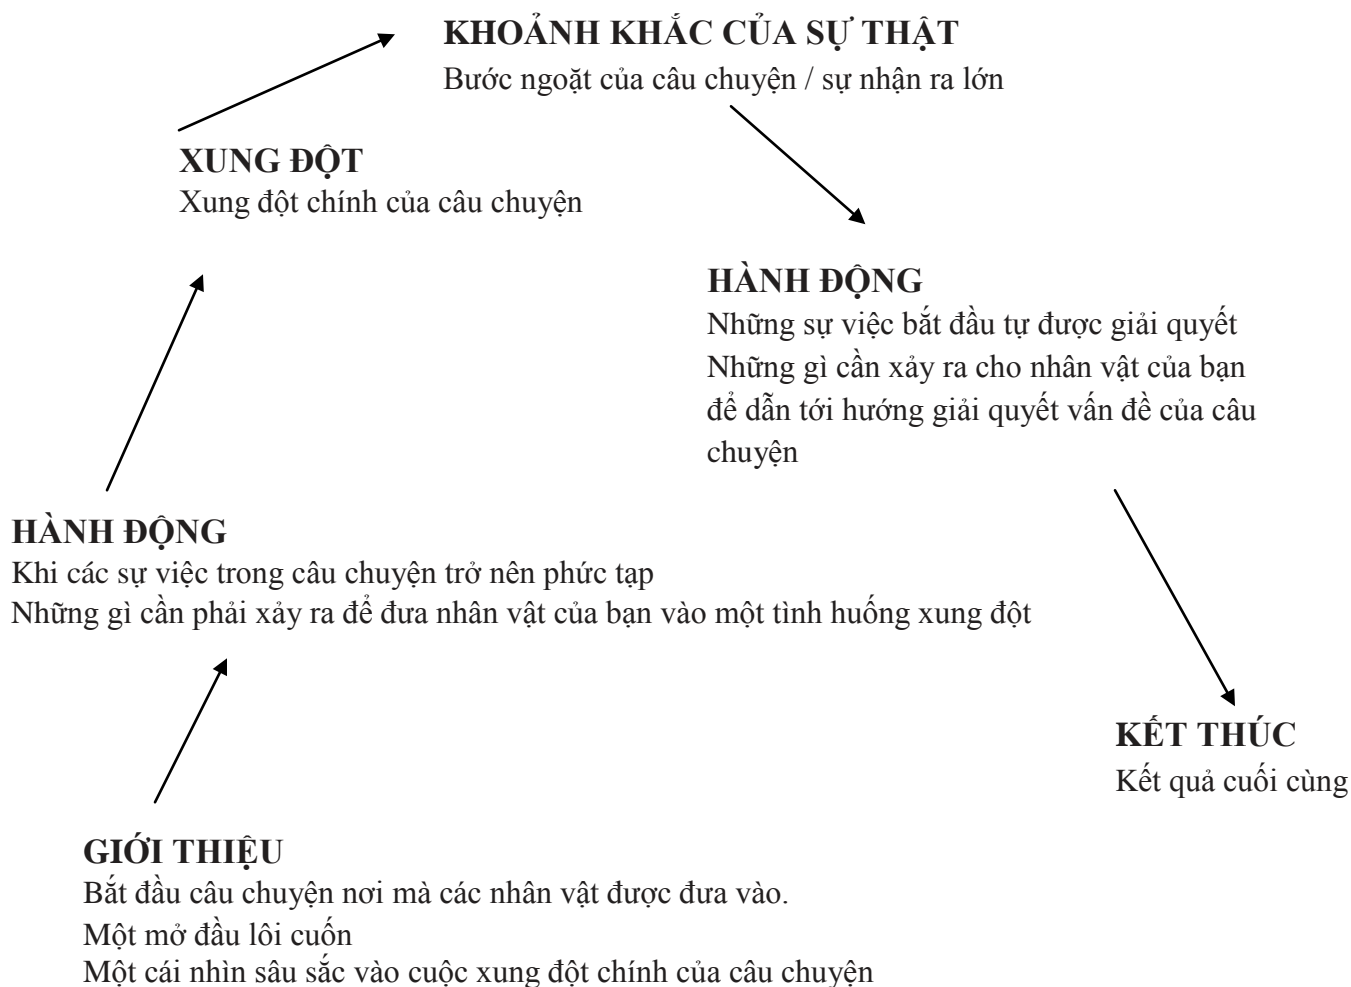 KHOẢNH KHẮC CỦA SỰ THẬT
Bước ngoặt của câu chuyện / sự nhận ra lớn
XUNG ĐỘT
Xung đột chính của câu chuyện
HÀNH ĐỘNG
Những sự việc bắt đầu tự được giải quyết
Những gì cần xảy ra cho nhân vật của bạn
để dẫn tới hướng giải quyết vấn đề của câu
chuyện
HÀNH ĐỘNG
Khi các sự việc trong câu chuyện trở nên phức tạp
Những gì cần phải xảy ra để đưa nhân vật của bạn vào một tình huống xung đột
KẾT THÚC
Kết quả cuối cùng
GIỚI THIỆU
Bắt đầu câu chuyện nơi mà các nhân vật được đưa vào.
Một mở đầu lôi cuốn
Một cái nhìn sâu sắc vào cuộc xung đột chính của câu chuyện